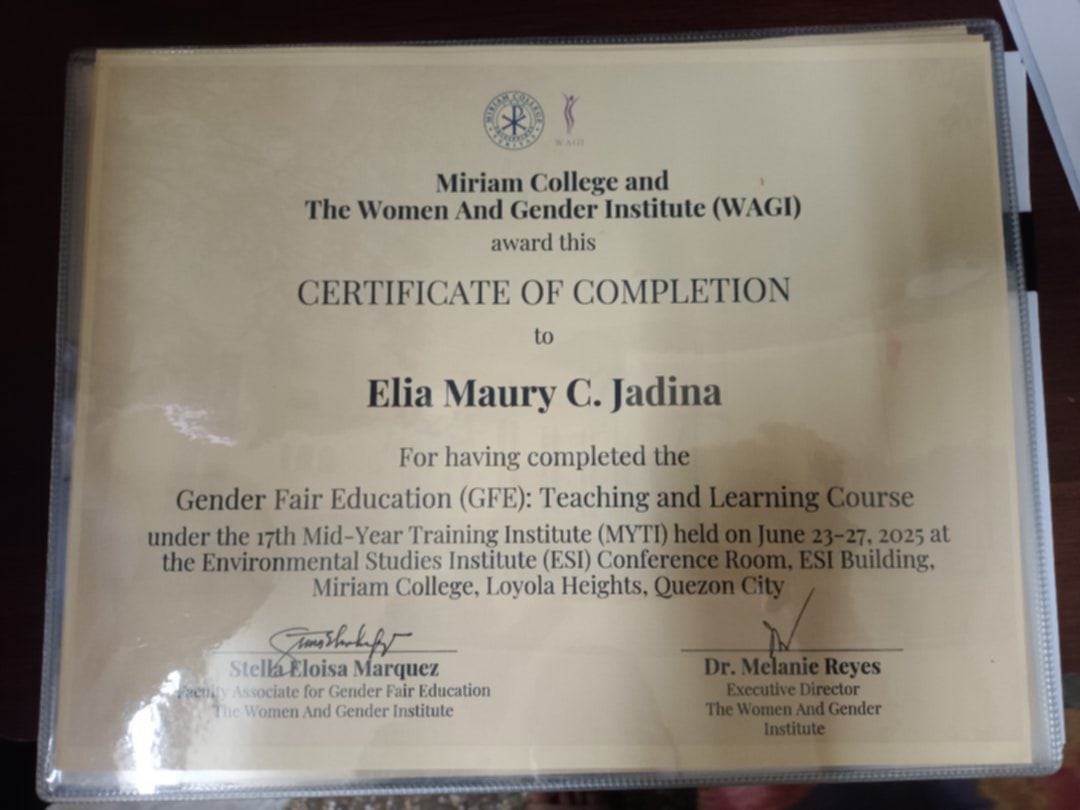 MIRIAM COLLEGE
WAGI
Miriam College and
The Women And Gender Institute (WAGI)
award this
CERTIFICATE OF COMPLETION
to
Elia Maury C. Jadina
For having completed the
Gender Fair Education (GFE): Teaching and Learning Course
under the 17th Mid-Year Training Institute (MYTI) held on June 23-27, 2025 at
the Environmental Studies Institute (ESI) Conference Room, ESI Building,
Miriam College, Loyola Heights, Quezon City
Stella Eloisa Marquez
Faculty Associate for Gender Fair Education
The Women And Gender Institute
Dr. Melanie Reyes
Executive Director
The Women And Gender
Institute